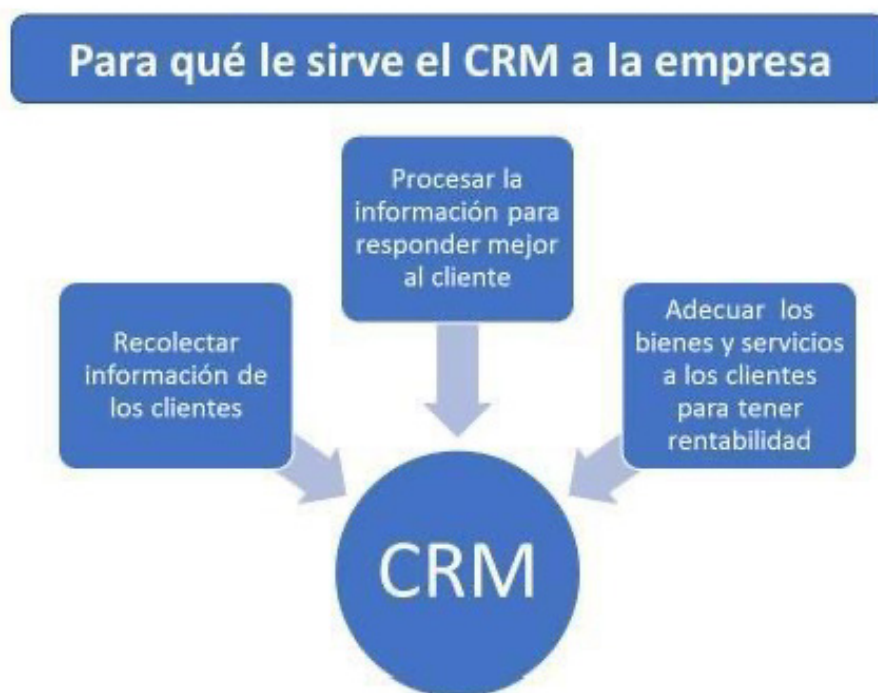 Para qué le sirve el CRM a la empresa
Procesar la
información para
responder mejor
al cliente
Recolectar
información de
los clientes
Adecuar los
bienes y servicios
a los clientes
para tener
rentabilidad
CRM